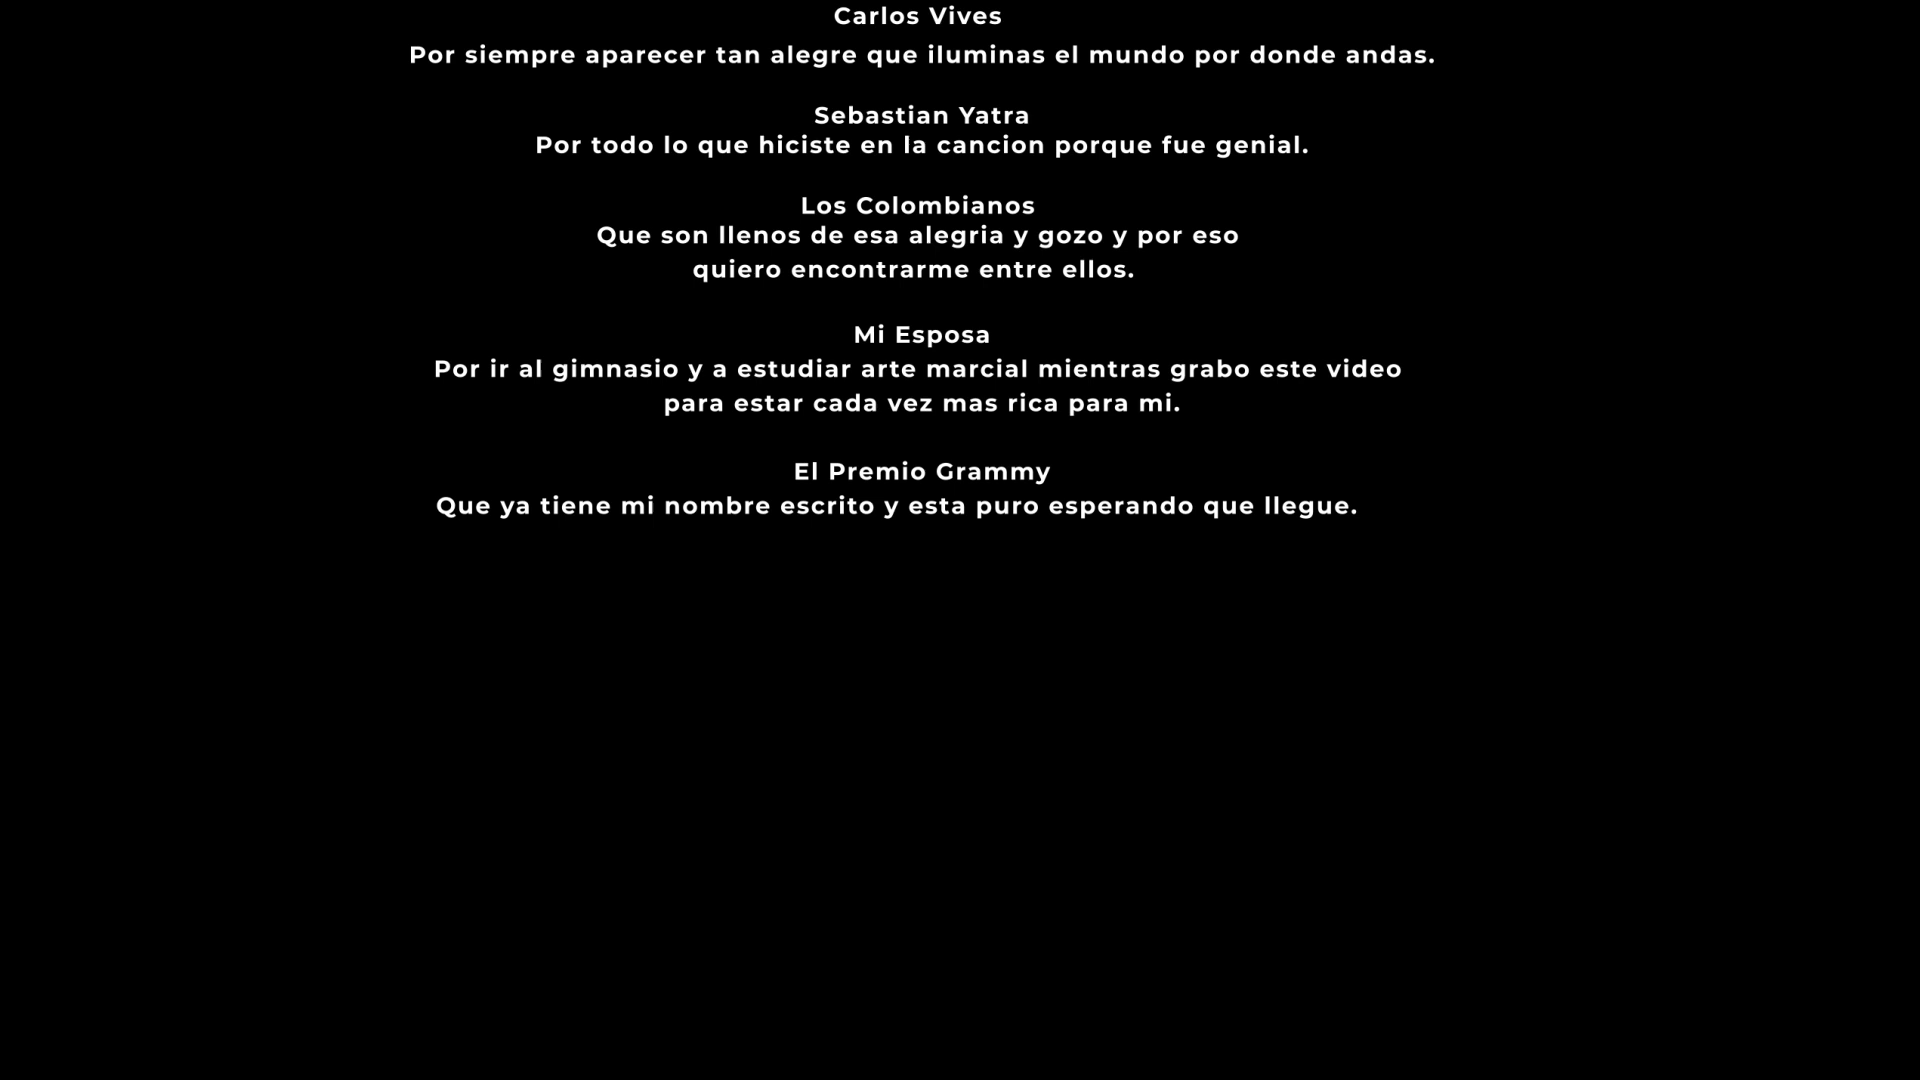 Carlos Vives
Por siempre aparecer tan alegre que iluminas el mundo por donde andas.
Sebastian Yatra
Por todo lo que hiciste en la cancion porque fue genial.
Los Colombianos
Que son llenos de esa alegria y gozo y por eso
quiero encontrarme entre ellos.
Mi Esposa
Por ir al gimnasio y a estudiar arte marcial mientras grabo este video
para estar cada vez mas rica para mi.
El Premio Grammy
Que ya tiene mi nombre escrito y esta puro esperando que llegue.